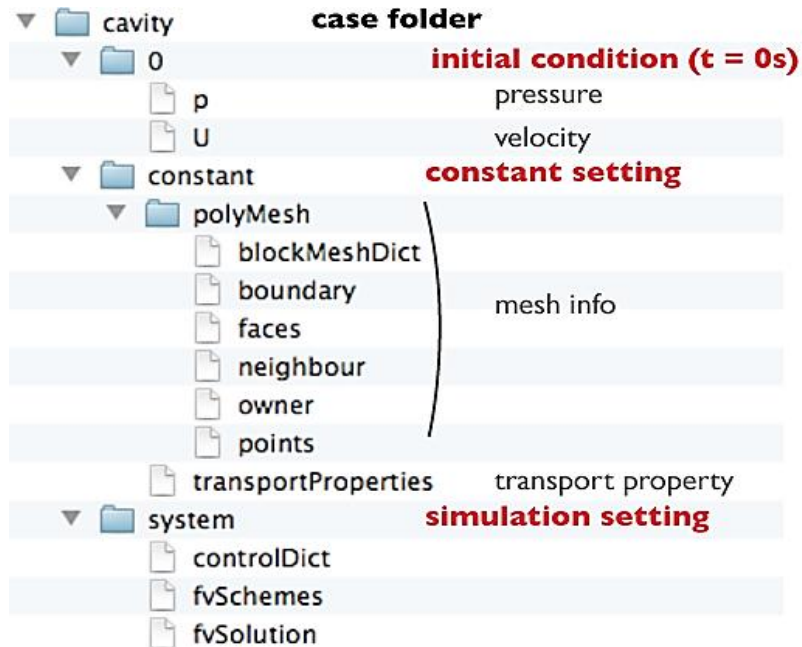 cavity case folder
0 initial condition (t = 0s)
p pressure
U velocity
constant constant setting
polyMesh
blockMeshDict
boundary
faces mesh info
neighbour
owner
points
transportProperties transport property
system simulation setting
controlDict
fvSchemes
fvSolution